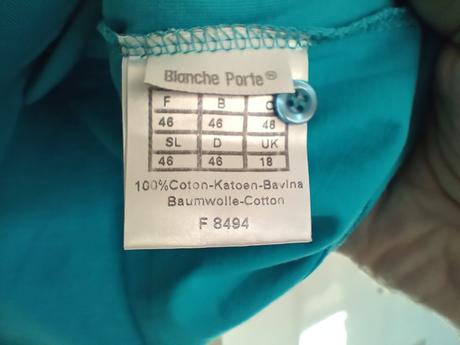 Blanche Porte®
F B
46 46 46
SL D UK
46 46 18
100%Coton-Katoen-Bavlna
Baumwolle-Cotton
F 8494